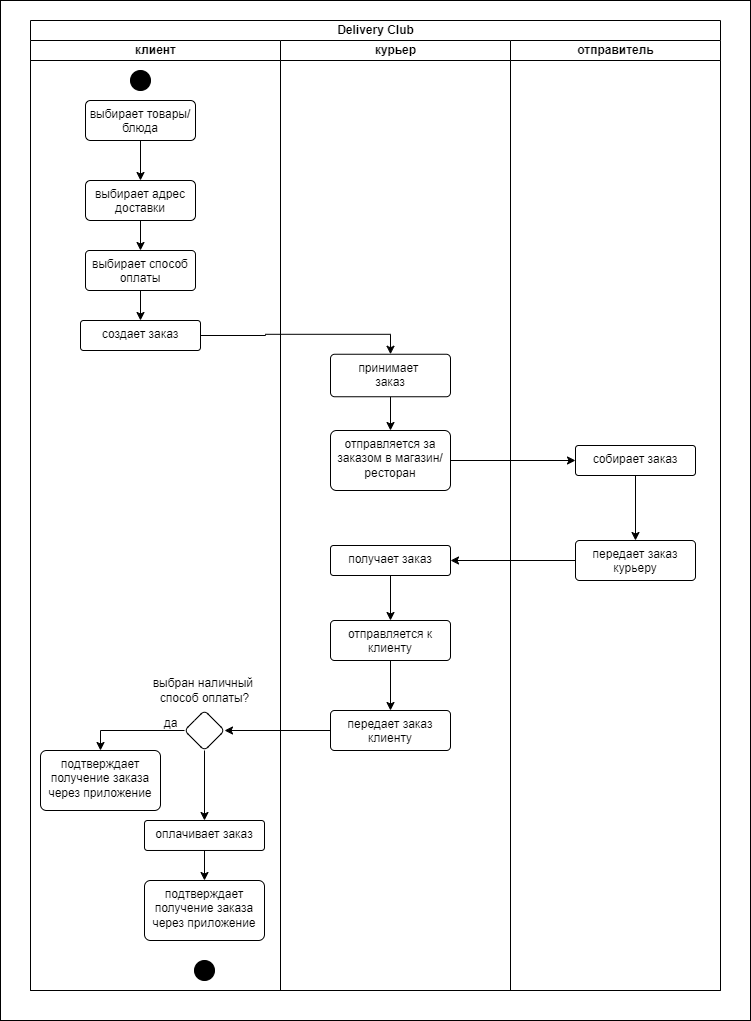 Delivery Club
клиент
курьер
отправитель
выбирает товары/
блюда
выбирает адрес
доставки
выбирает способ
оплаты
создает заказ
принимает
заказ
отправляется за
заказом в магазин/
ресторан
собирает заказ
получает заказ
передает заказ
курьеру
отправляется к
клиенту
выбран наличный
способ оплаты?
да
передает заказ
клиенту
подтверждает
получение заказа
через приложение
оплачивает заказ
подтверждает
получение заказа
через приложение